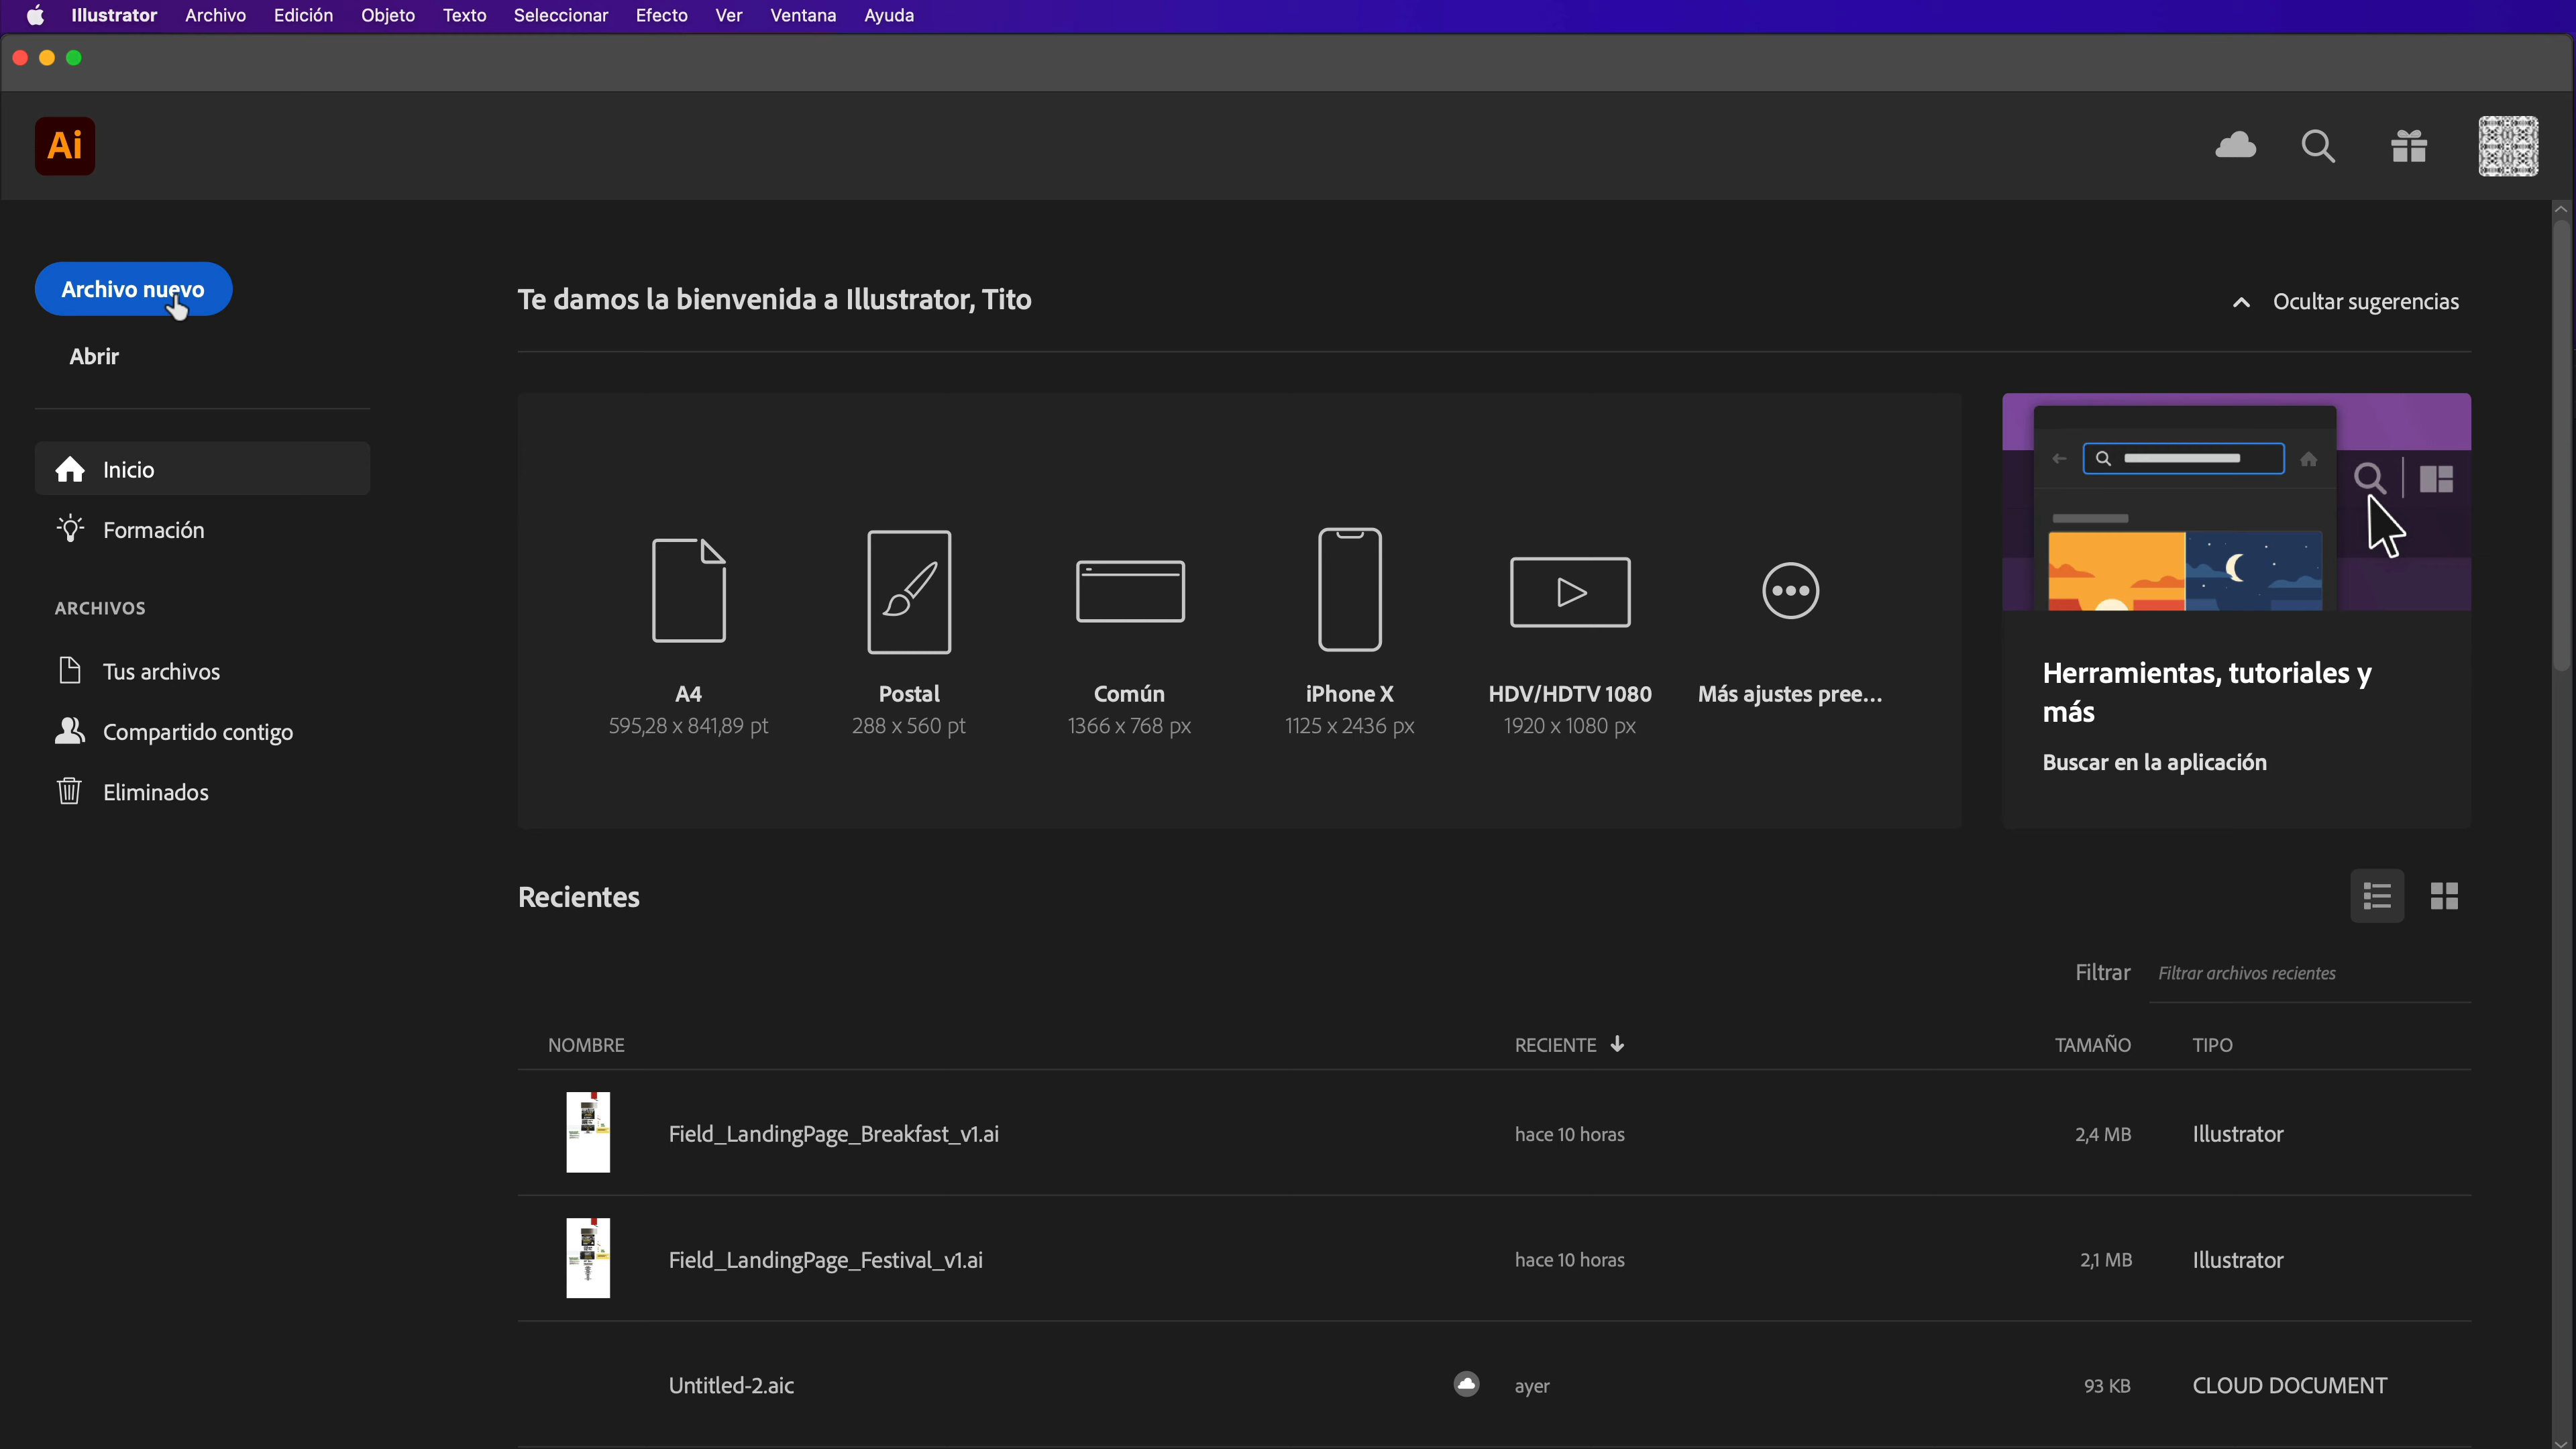 Illustrator Archivo Edición Objeto Texto Seleccionar Efecto Ver Ventana Ayuda
Ai
Archivo nuevo
Abrir
Inicio
Formación
ARCHIVOS
Tus archivos
Compartido contigo
Eliminados
Te damos la bienvenida a Illustrator, Tito
Ocultar sugerencias
A4
595,28 x 841,89 pt
Postal
288 x 560 pt
Común
1366 x 768 px
iPhone X
1125 x 2436 px
HDV/HDTV 1080
1920 x 1080 px
Más ajustes pree...
Herramientas, tutoriales y
más
Buscar en la aplicación
Recientes
Filtrar Filtrar archivos recientes
NOMBRE RECIENTE TAMAÑO TIPO
Field_LandingPage_Breakfast_v1.ai hace 10 horas 2,4 MB Illustrator
Field_LandingPage_Festival_v1.ai hace 10 horas 2,1 MB Illustrator
Untitled-2.aic ayer 93 KB CLOUD DOCUMENT